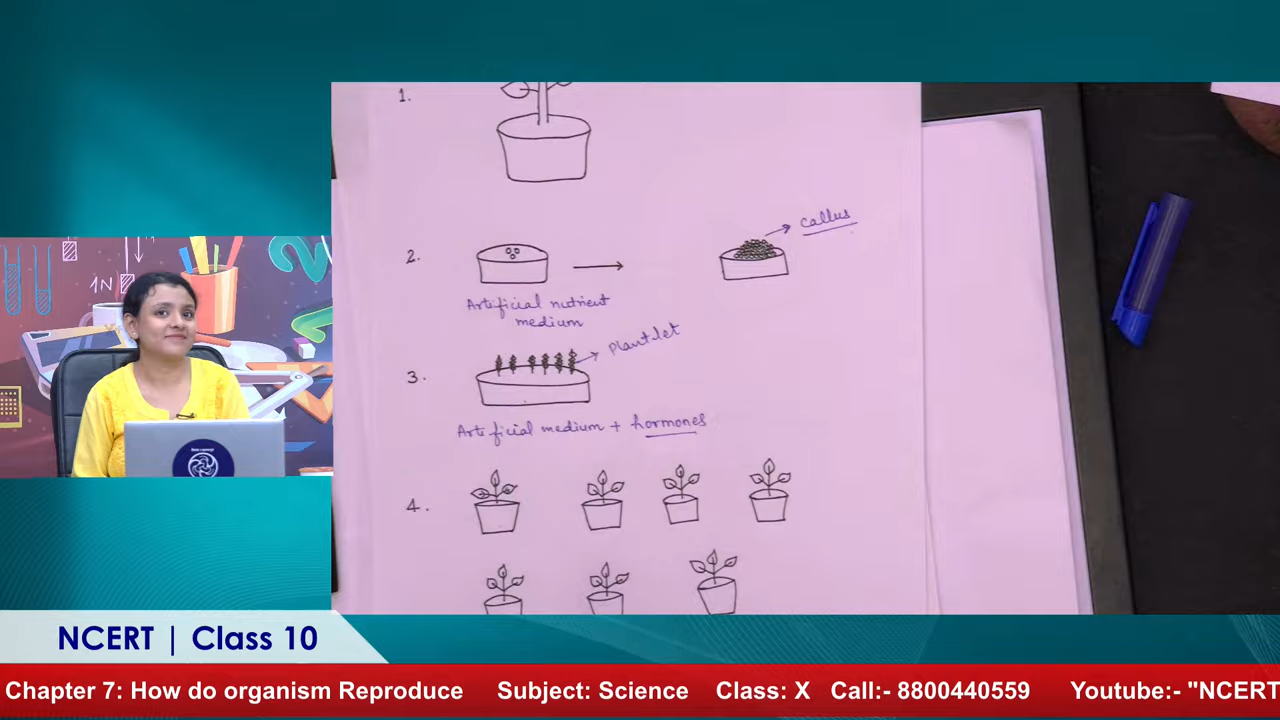 1.
callus
2.
Artificial nutrient
medium
plantlet
3.
Artificial medium + hormones
4.
1N
NCERT | Class 10
Chapter 7: How do organism Reproduce Subject: Science Class: X Call:- 8800440559 Youtube:- "NCERT